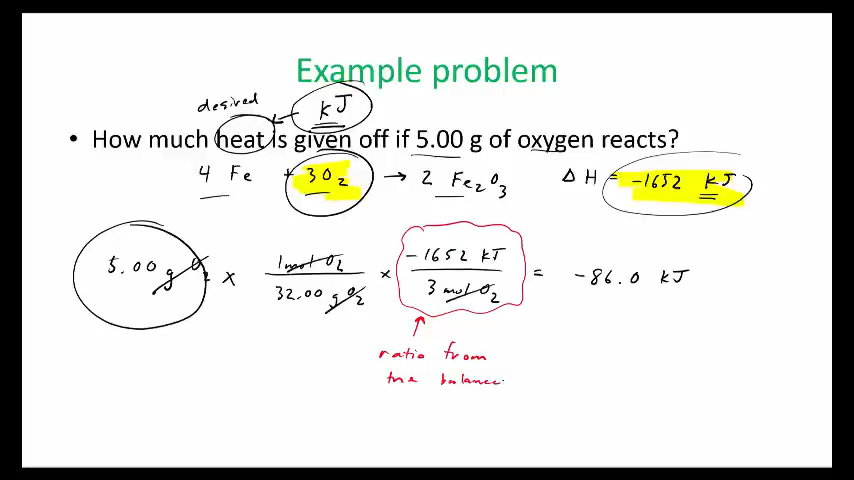 Example problem
desired kJ
• How much heat is given off if 5.00 g of oxygen reacts?
4 Fe + 3O₂ → 2 Fe₂O₃ ΔH = -1652 kJ
5.00 g O₂ × 1 mol O₂ / 32.00 g O₂ × -1652 kJ / 3 mol O₂ = -86.0 kJ
ratio from
the balance